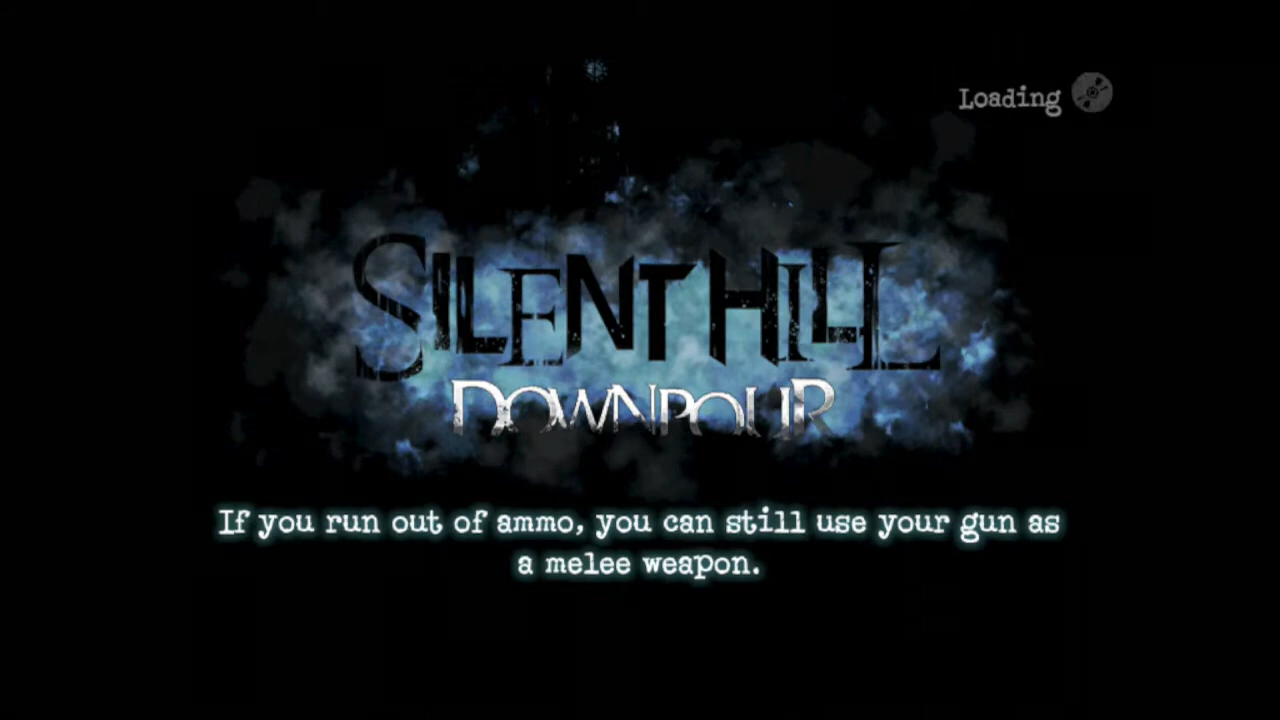 Loading
SILENT HILL
DOWNPOUR
If you run out of ammo, you can still use your gun as
a melee weapon.